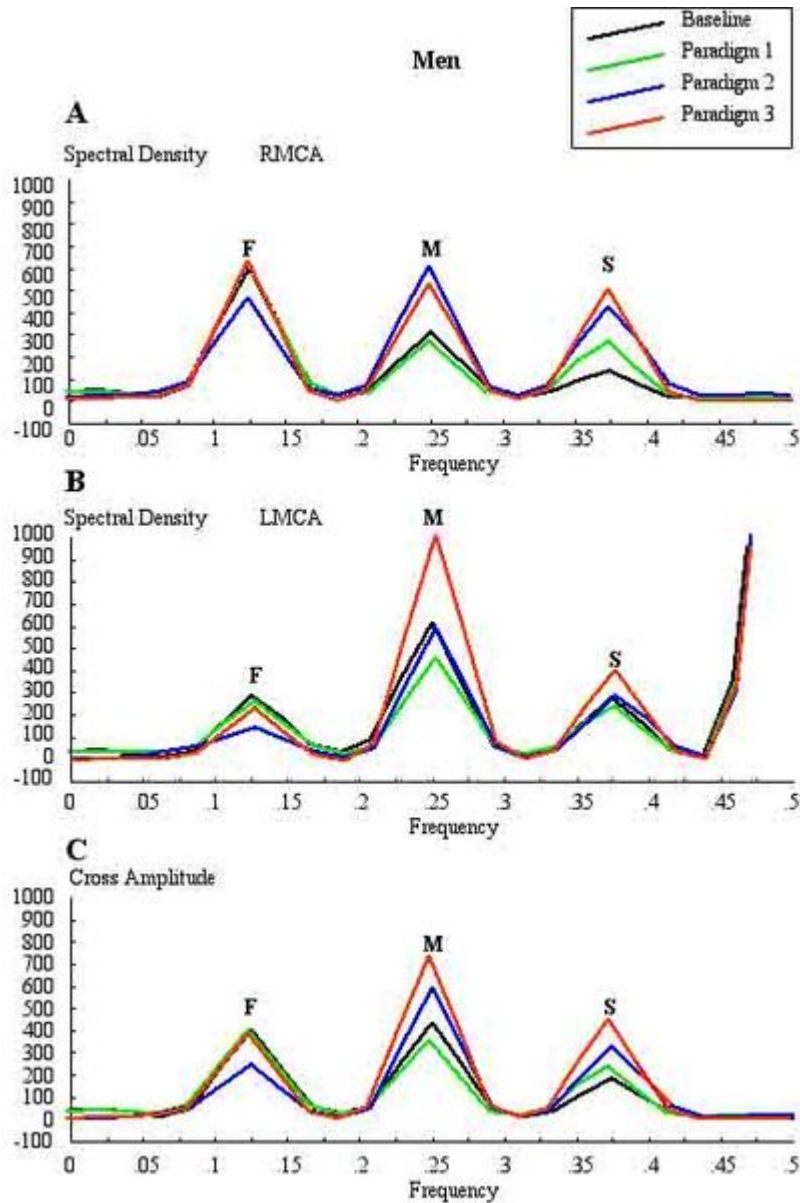 Baseline
Paradigm 1
Paradigm 2
Paradigm 3
Men
A
Spectral Density RMCA
1000
900
800
700
600
500
400
300
200
100
0
-100
F M S
0 .05 .1 .15 .2 .25 .3 .35 .4 .45 .5
Frequency
B
Spectral Density LMCA M
1000
900
800
700
600
500
400
300
200
100
0
-100
F S
0 .05 .1 .15 .2 .25 .3 .35 .4 .45 .5
Frequency
C
Cross Amplitude
1000
900
800
700
600
500
400
300
200
100
0
-100
F M S
0 .05 .1 .15 .2 .25 .3 .35 .4 .45 .5
Frequency